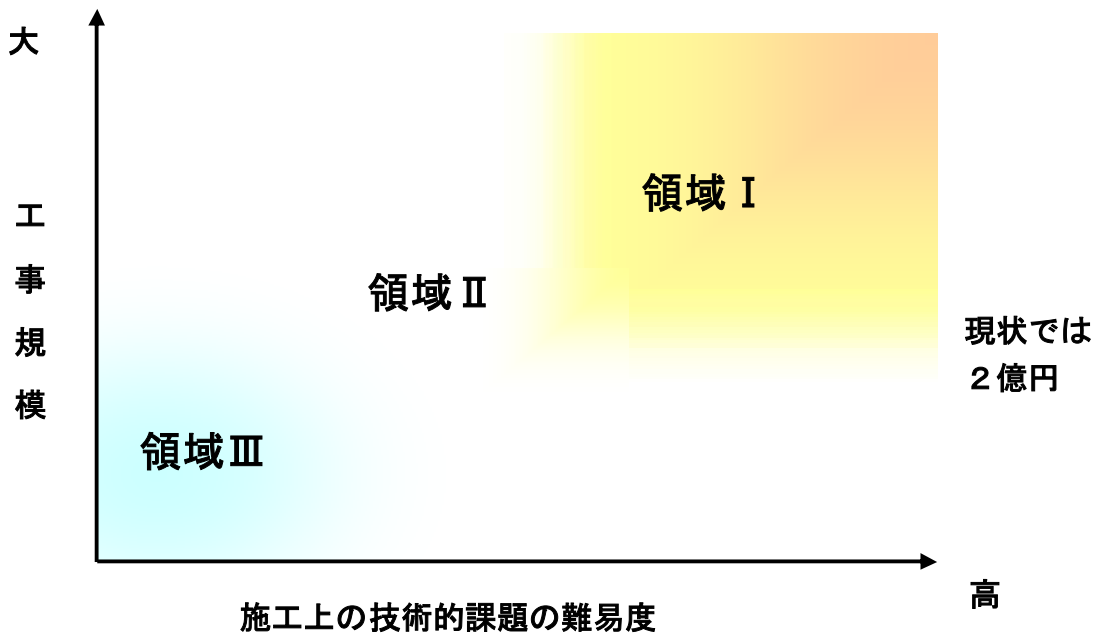 大
工事規模
領域Ⅰ
領域Ⅱ
現状では
２億円
領域Ⅲ
高
施工上の技術的課題の難易度